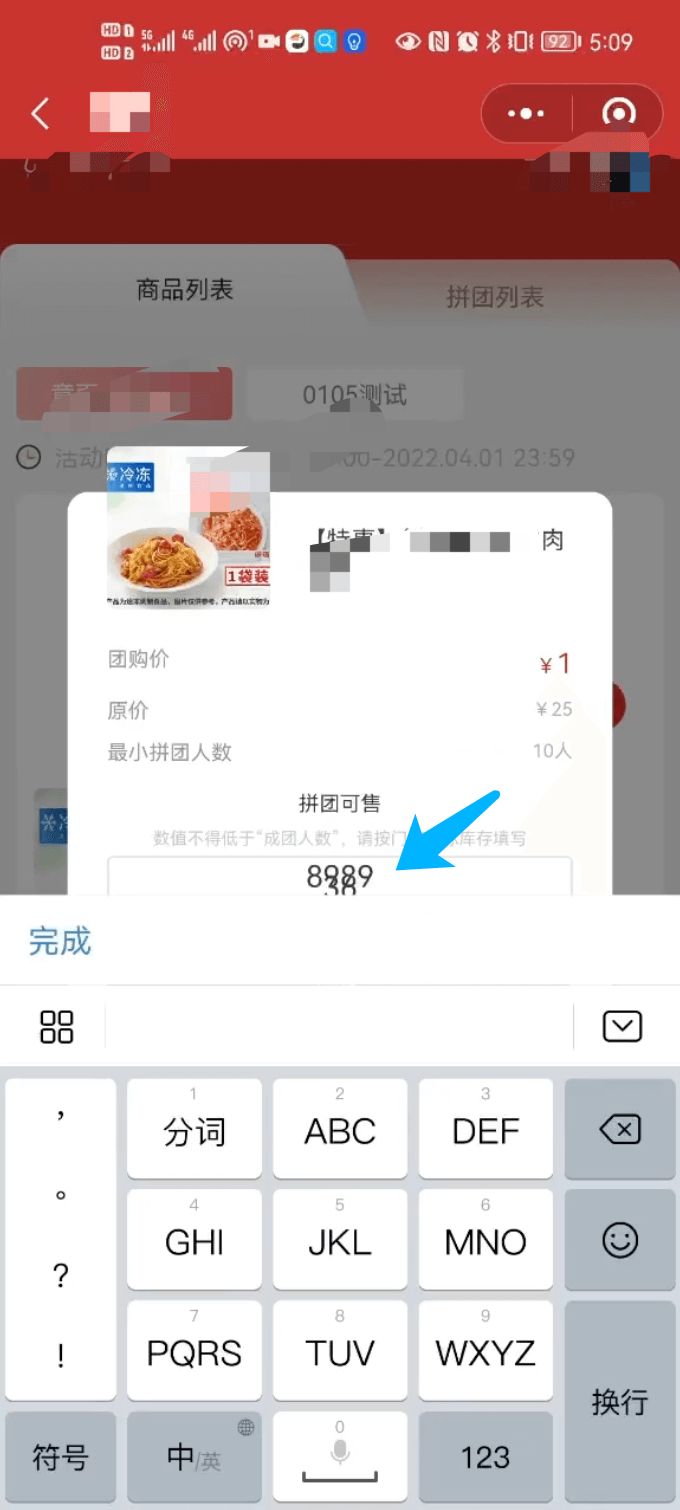 HD 1 5G 4G 1 92 5:09
HD 2
商品列表
拼团列表
0105测试
活动
00-2022.04.01 23:59
冷冻
【特惠】
肉
1袋装
团购价
¥1
原价
¥25
最小拼团人数
10人
拼团可售
数值不得低于“成团人数”，请按门
库存填写
8989
30
冷
完成
，
。
?
!
1
分词
2
ABC
3
DEF
4
GHI
5
JKL
6
MNO
7
PQRS
8
TUV
9
WXYZ
换行
符号
中/英
0
123